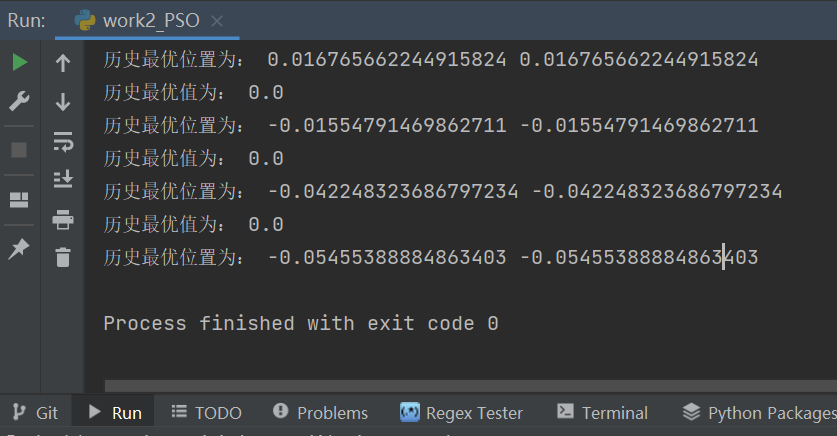 Run: work2_PSO
历史最优位置为： 0.016765662244915824 0.016765662244915824
历史最优值为： 0.0
历史最优位置为： -0.01554791469862711 -0.01554791469862711
历史最优值为： 0.0
历史最优位置为： -0.042248323686797234 -0.042248323686797234
历史最优值为： 0.0
历史最优位置为： -0.05455388884863403 -0.05455388884863403
Process finished with exit code 0
Git Run TODO Problems Regex Tester Terminal Python Packages